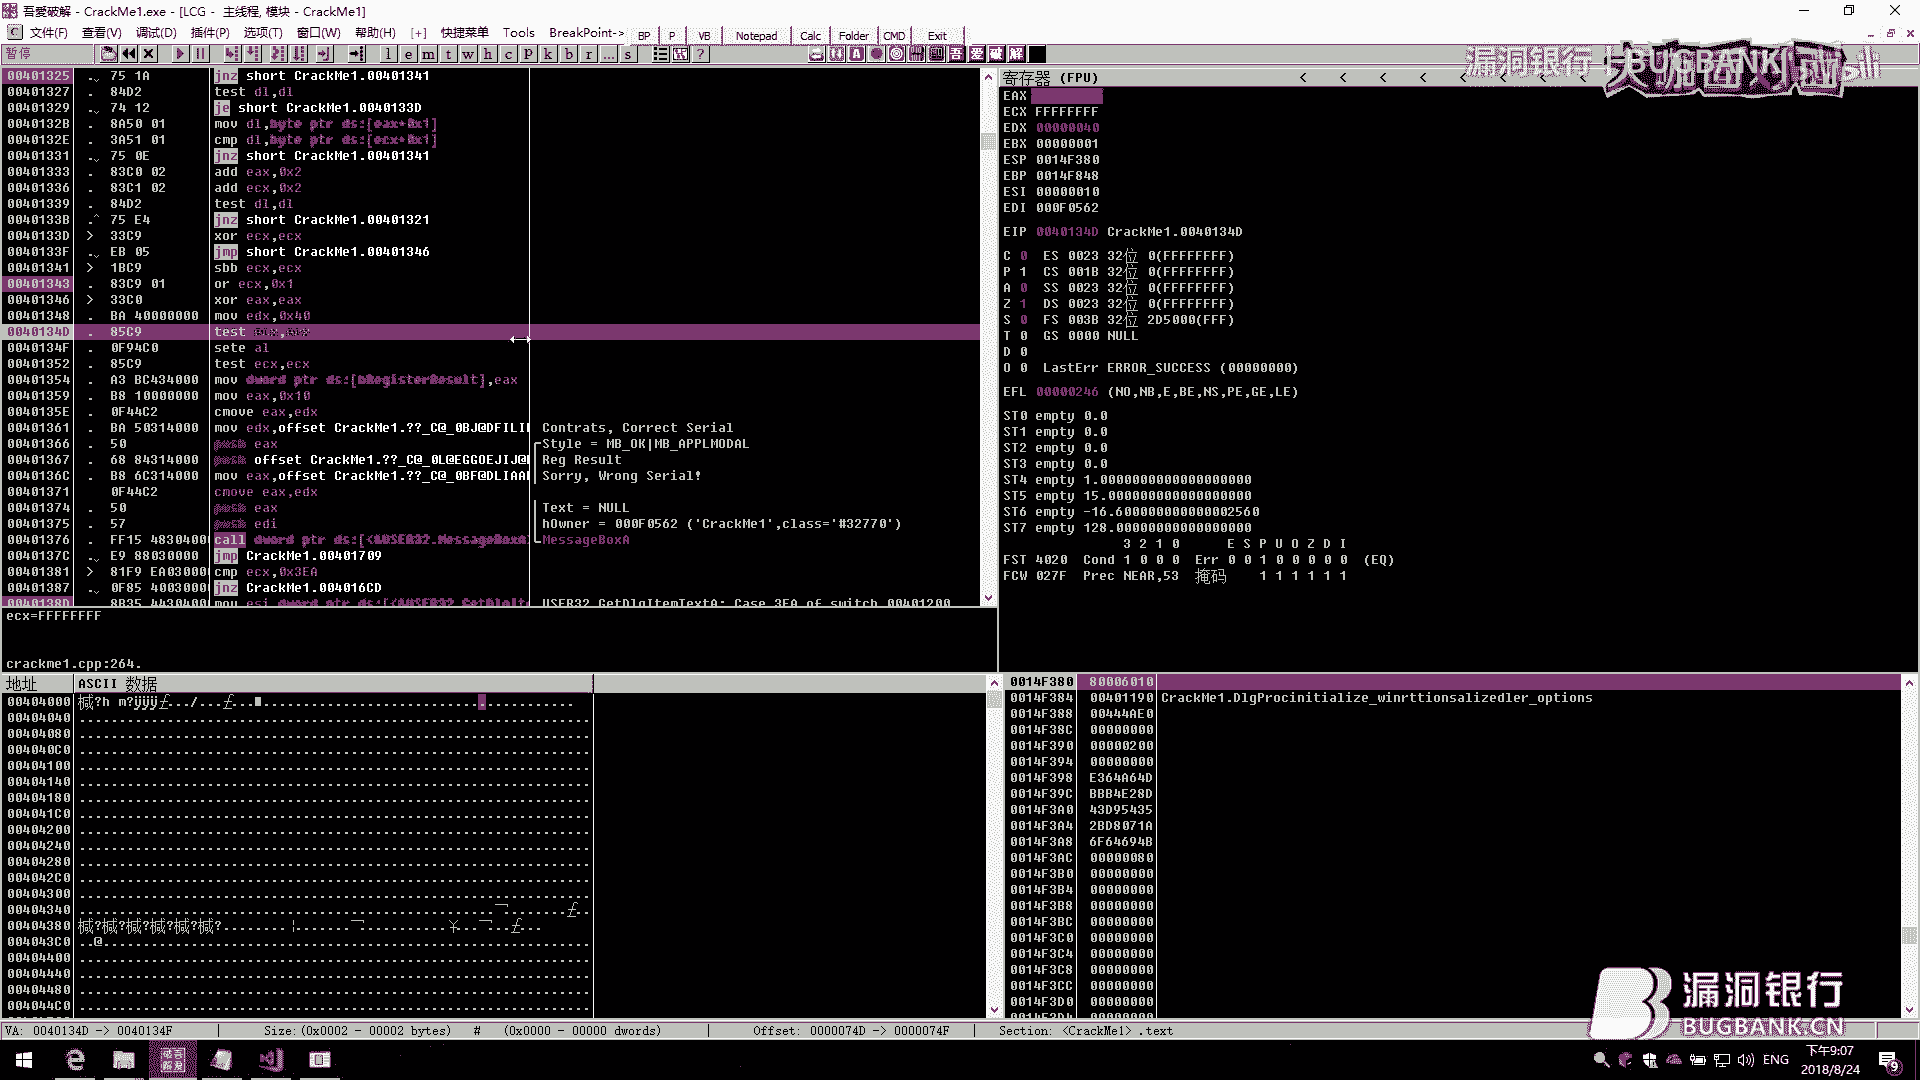 吾愛破解 - CrackMe1.exe - [LCG - 主线程, 模块 - CrackMe1]
文件(F) 查看(V) 调试(D) 插件(P) 选项(T) 窗口(W) 帮助(H) [+] 快捷菜单 Tools BreakPoint-> BP P VB Notepad Calc Folder CMD Exit
暂停 l e m t w h c P k b r ... s ?
漏洞银行 BUGBANK
00401325 75 1A jnz short CrackMe1.00401341
00401327 84D2 test dl,dl
00401329 74 12 je short CrackMe1.0040133D
0040132B 8A50 01 mov dl,byte ptr ds:[eax+0x1]
0040132E 3A51 01 cmp dl,byte ptr ds:[ecx+0x1]
00401331 75 0E jnz short CrackMe1.00401341
00401333 83C0 02 add eax,0x2
00401336 83C1 02 add ecx,0x2
00401339 84D2 test dl,dl
0040133B 75 E4 jnz short CrackMe1.00401321
0040133D > 33C9 xor ecx,ecx
0040133F EB 05 jmp short CrackMe1.00401346
00401341 > 1BC9 sbb ecx,ecx
00401343 83C9 01 or ecx,0x1
00401346 > 33C0 xor eax,eax
00401348 BA 40000000 mov edx,0x40
0040134D 85C9 test ecx,ecx
0040134F 0F94C0 sete al
00401352 85C9 test ecx,ecx
00401354 A3 BC434000 mov dword ptr ds:[bRegisterResult],eax
00401359 B8 10000000 mov eax,0x10
0040135E 0F44C2 cmove eax,edx
00401361 BA 50314000 mov edx,offset CrackMe1.??_C@_0BJ@DFILI Contrats, Correct Serial
00401366 50 push eax Style = MB_OK|MB_APPLMODAL
00401367 68 84314000 push offset CrackMe1.??_C@_0L@EGGOEJIJ@ Reg Result
0040136C B8 6C314000 mov eax,offset CrackMe1.??_C@_0BF@DLIAA Sorry, Wrong Serial!
00401371 0F44C2 cmove eax,edx
00401374 50 push eax Text = NULL
00401375 57 push edi hOwner = 000F0562 ('CrackMe1',class='#32770')
00401376 FF15 48304000 call dword ptr ds:[<&USER32.MessageBoxA MessageBoxA
0040137C E9 88030000 jmp CrackMe1.00401709
00401381 > 81F9 EA030000 cmp ecx,0x3EA
00401387 0F85 40030000 jnz CrackMe1.004016CD
0040138D 8B35 44304000 mov esi,dword ptr ds:[<&USER32.GetDlgIte USER32.GetDlgItemTextA; Case 3EA of switch 00401200
ecx=FFFFFFFF
crackme1.cpp:264.
寄存器 (FPU) < < < < < < < <
EAX
ECX FFFFFFFF
EDX 00000040
EBX 00000001
ESP 0014F380
EBP 0014F848
ESI 00000010
EDI 000F0562
EIP 0040134D CrackMe1.0040134D
C 0 ES 0023 32位 0(FFFFFFFF)
P 1 CS 001B 32位 0(FFFFFFFF)
A 0 SS 0023 32位 0(FFFFFFFF)
Z 1 DS 0023 32位 0(FFFFFFFF)
S 0 FS 003B 32位 2D5000(FFF)
T 0 GS 0000 NULL
D 0
O 0 LastErr ERROR_SUCCESS (00000000)
EFL 00000246 (NO,NB,E,BE,NS,PE,GE,LE)
ST0 empty 0.0
ST1 empty 0.0
ST2 empty 0.0
ST3 empty 0.0
ST4 empty 1.0000000000000000000
ST5 empty 15.000000000000000000
ST6 empty -16.600000000000002560
ST7 empty 128.00000000000000000
3 2 1 0 E S P U O Z D I
FST 4020 Cond 1 0 0 0 Err 0 0 1 0 0 0 0 0 (EQ)
FCW 027F Prec NEAR,53 掩码 1 1 1 1 1 1
地址 ASCII 数据
00404000
00404040
00404080
004040C0
00404100
00404140
00404180
004041C0
00404200
00404240
00404280
004042C0
00404300
00404340
00404380
004043C0 ..@
00404400
00404440
00404480
004044C0
0014F380 80006010
0014F384 00401190 CrackMe1.DlgProcinitialize_winrttionsalizedler_options
0014F388 00444AE0
0014F38C 00000000
0014F390 00000200
0014F394 00000000
0014F398 E364A64D
0014F39C BBB4E28D
0014F3A0 43D95435
0014F3A4 2BD8071A
0014F3A8 6F64694B
0014F3AC 00000080
0014F3B0 00000000
0014F3B4 00000000
0014F3B8 00000000
0014F3BC 00000000
0014F3C0 00000000
0014F3C4 00000000
0014F3C8 00000000
0014F3CC 00000000
0014F3D0 00000000
0014F3D4 00000000
漏洞银行
BUGBANK.CN
VA: 0040134D -> 0040134F Size:(0x0002 - 00002 bytes) # (0x0000 - 00000 dwords) Offset: 0000074D -> 0000074F Section: <CrackMe1> .text
ENG 下午9:07
2018/8/24
9